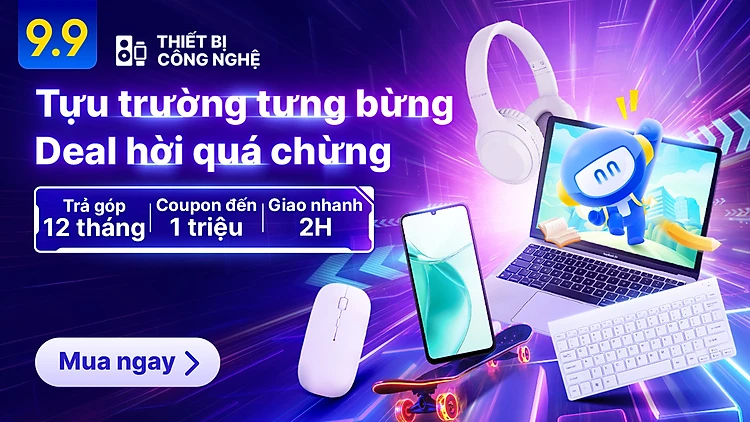 9.9
THIẾT BỊ
CÔNG NGHỆ
Tựu trường tưng bừng
Deal hời quá chừng
Trả góp
12 tháng
Coupon đến
1 triệu
Giao nhanh
2H
Mua ngay